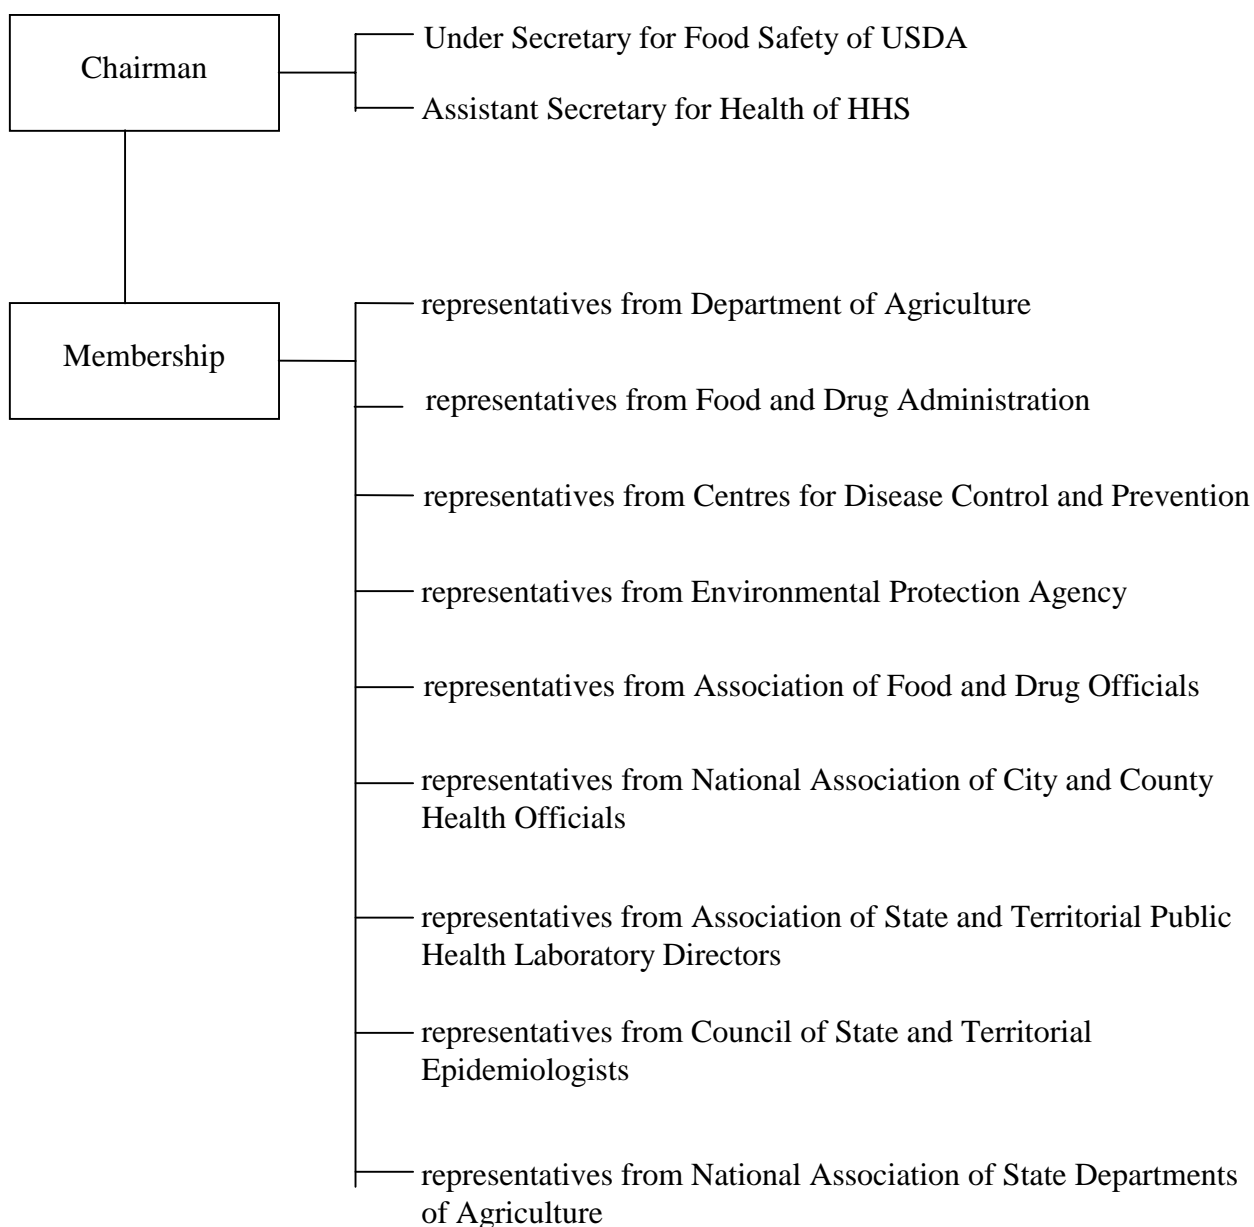 Chairman
Under Secretary for Food Safety of USDA
Assistant Secretary for Health of HHS
Membership
representatives from Department of Agriculture
representatives from Food and Drug Administration
representatives from Centres for Disease Control and Prevention
representatives from Environmental Protection Agency
representatives from Association of Food and Drug Officials
representatives from National Association of City and County
Health Officials
representatives from Association of State and Territorial Public
Health Laboratory Directors
representatives from Council of State and Territorial
Epidemiologists
representatives from National Association of State Departments
of Agriculture